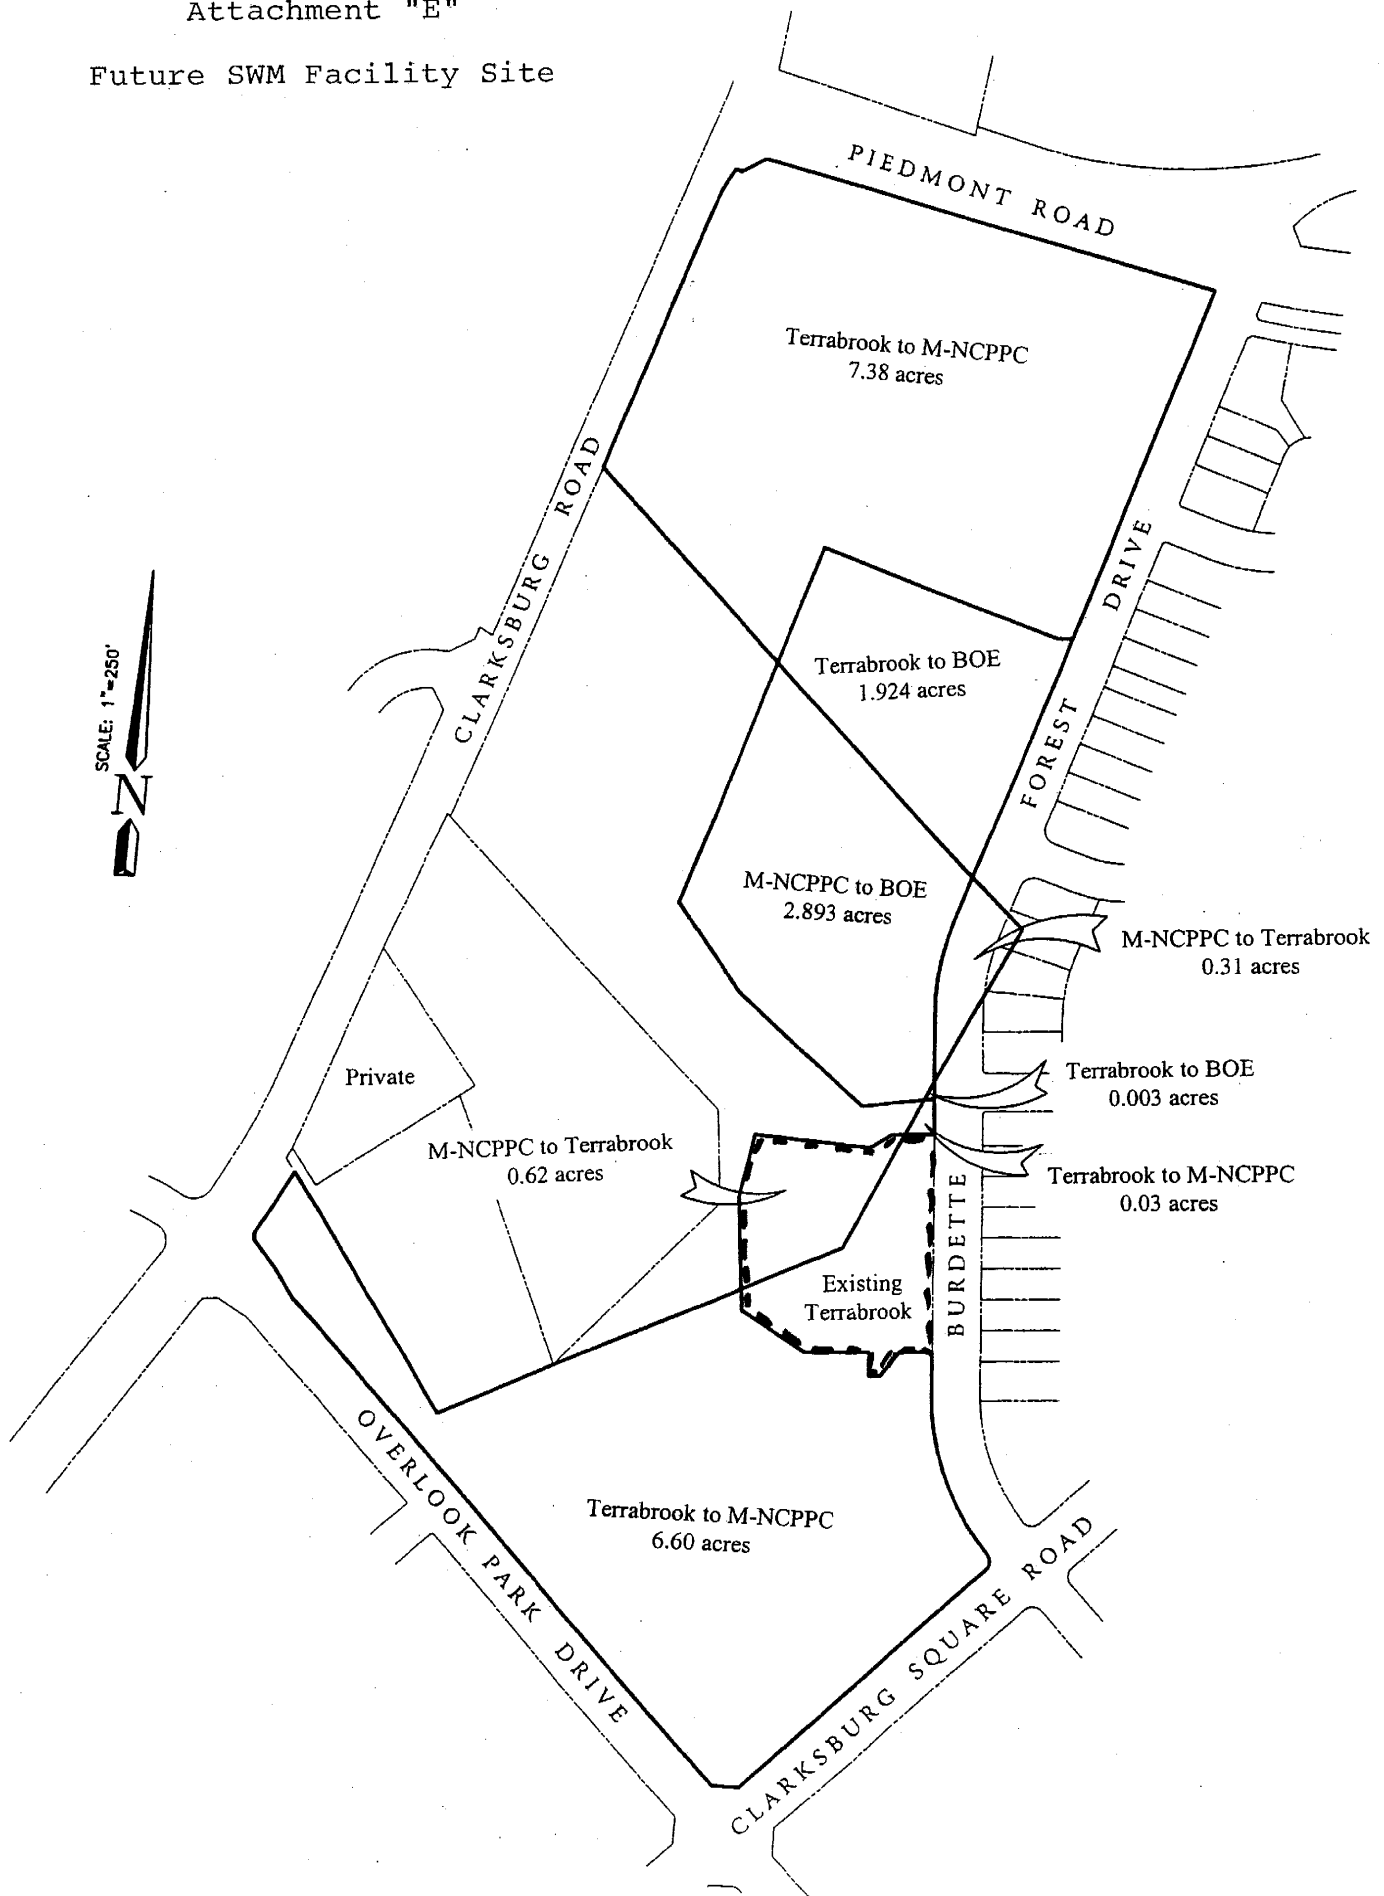 Attachment "E"
Future SWM Facility Site
PIEDMONT ROAD
Terrabrook to M-NCPPC
7.38 acres
CLARKSBURG ROAD
FOREST DRIVE
SCALE: 1"=250'
N
Terrabrook to BOE
1.924 acres
M-NCPPC to BOE
2.893 acres
M-NCPPC to Terrabrook
0.31 acres
Private
Terrabrook to BOE
0.003 acres
M-NCPPC to Terrabrook
0.62 acres
Terrabrook to M-NCPPC
0.03 acres
BURDETTE
Existing
Terrabrook
OVERLOOK PARK DRIVE
Terrabrook to M-NCPPC
6.60 acres
CLARKSBURG SQUARE ROAD